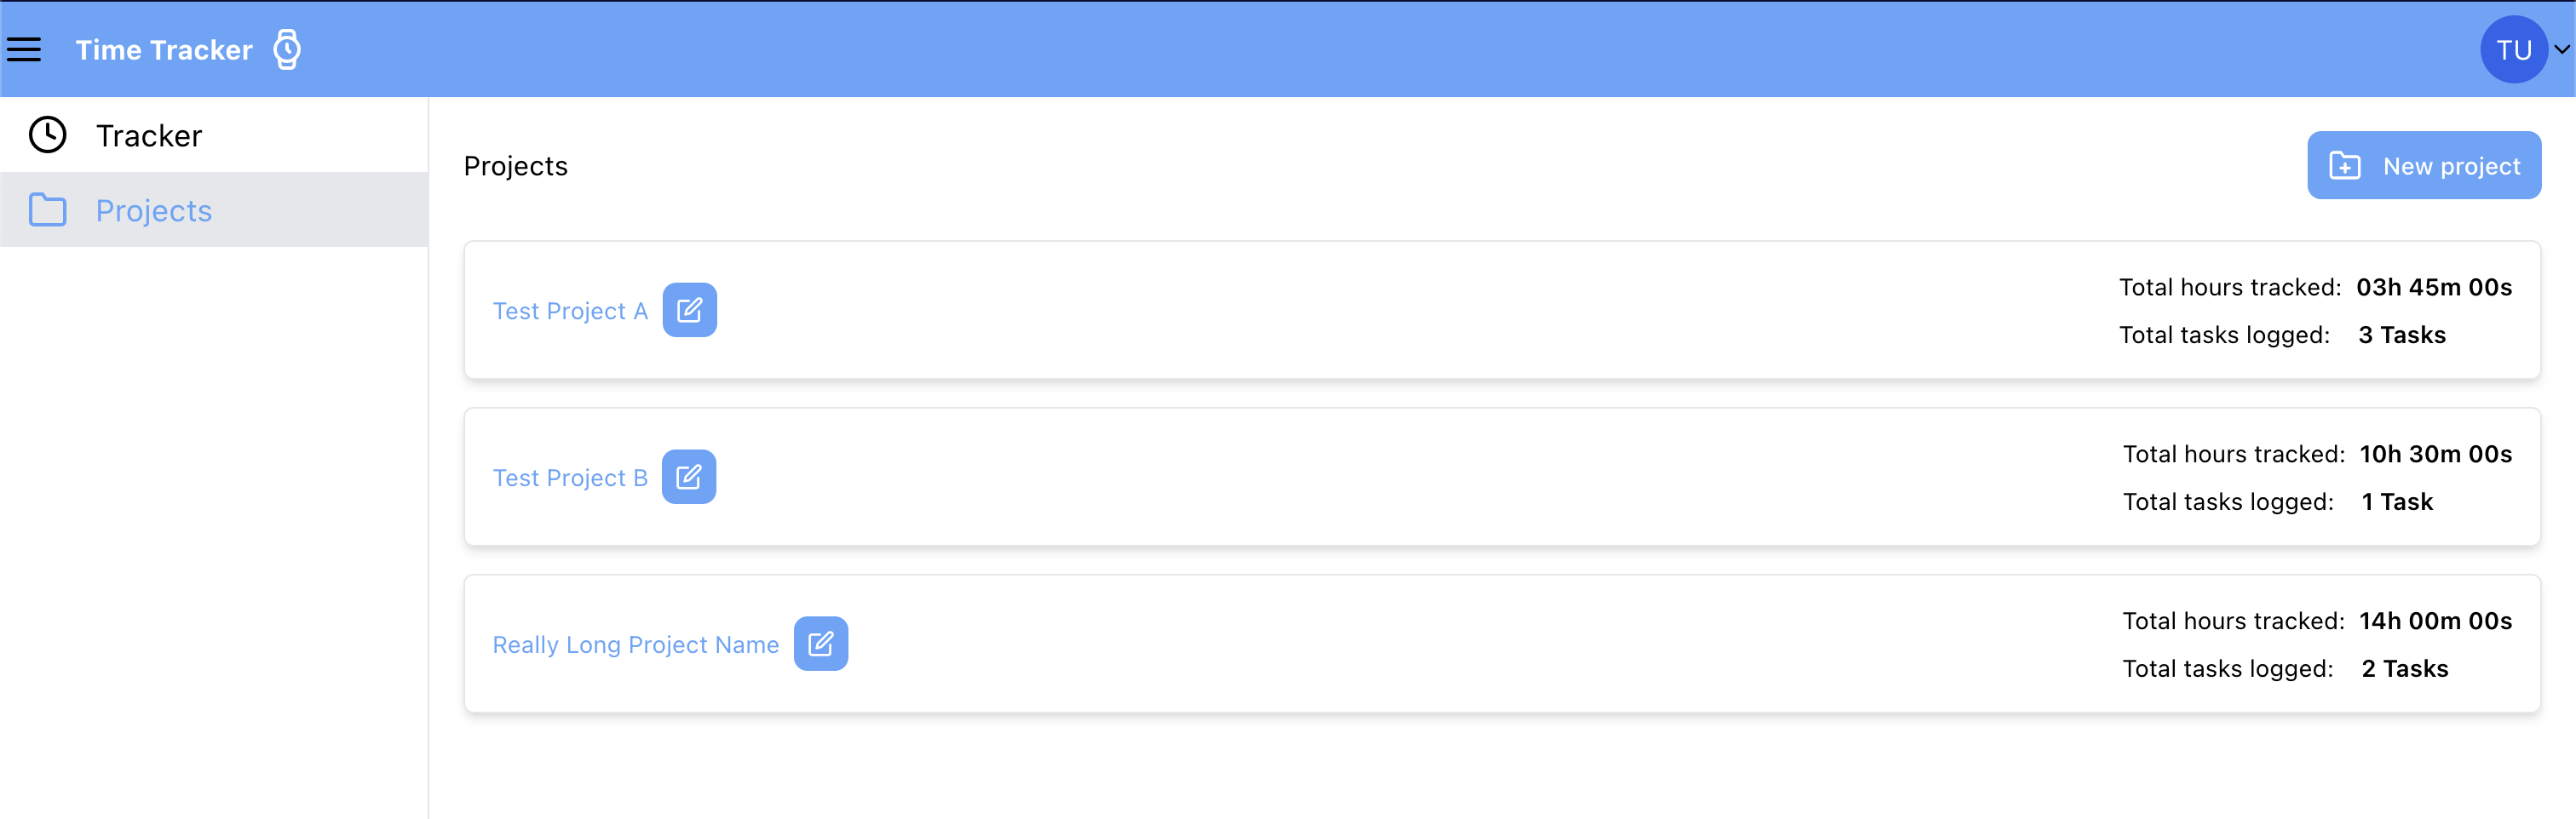 Time Tracker
TU
Tracker
Projects
Projects
New project
Test Project A
Total hours tracked: 03h 45m 00s
Total tasks logged: 3 Tasks
Test Project B
Total hours tracked: 10h 30m 00s
Total tasks logged: 1 Task
Really Long Project Name
Total hours tracked: 14h 00m 00s
Total tasks logged: 2 Tasks